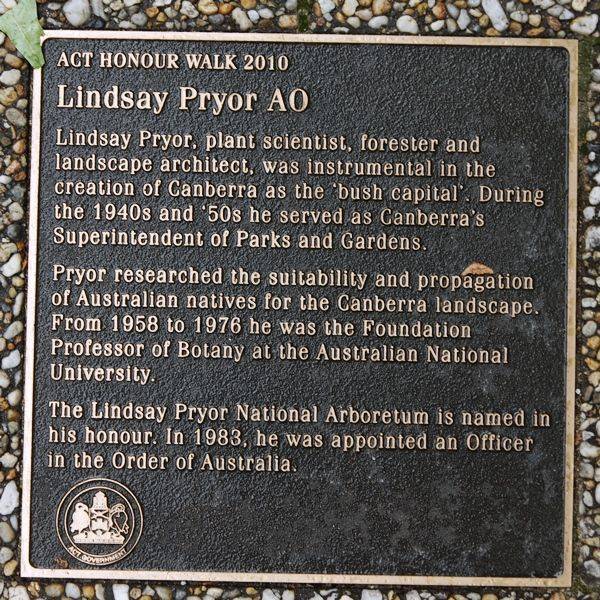 ACT HONOUR WALK 2010
Lindsay Pryor AO
Lindsay Pryor, plant scientist, forester and
landscape architect, was instrumental in the
creation of Canberra as the ‘bush capital’. During
the 1940s and ‘50s he served as Canberra’s
Superintendent of Parks and Gardens.
Pryor researched the suitability and propagation
of Australian natives for the Canberra landscape.
From 1958 to 1976 he was the Foundation
Professor of Botany at the Australian National
University.
The Lindsay Pryor National Arboretum is named in
his honour. In 1983, he was appointed an Officer
in the Order of Australia.
ACT GOVERNMENT